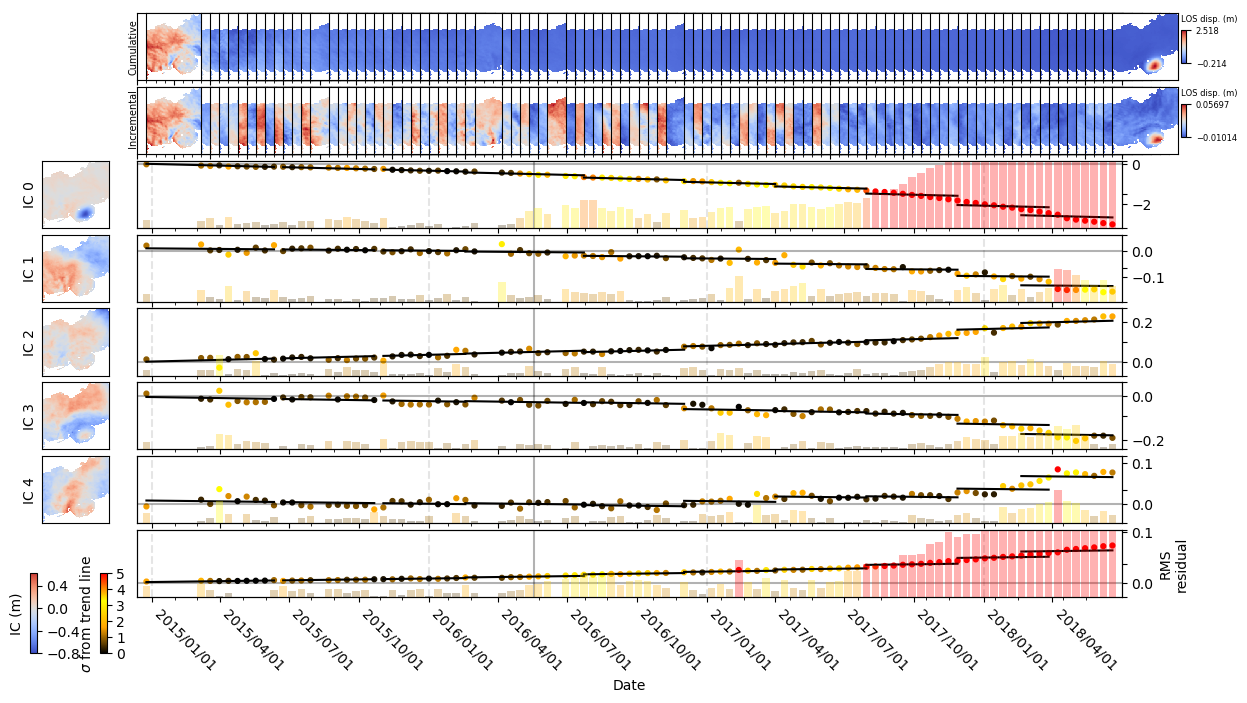 Cumulative
LOS disp. (m)
2.518
−0.214
Incremental
LOS disp. (m)
0.05697
−0.01014
IC 0
0
−2
IC 1
0.0
−0.1
IC 2
0.2
0.0
IC 3
0.0
−0.2
IC 4
0.1
0.0
0.1
0.0
RMS
residual
IC (m)
0.4
0.0
−0.4
−0.8
σ from trend line
5
4
3
2
1
0
2015/01/01
2015/04/01
2015/07/01
2015/10/01
2016/01/01
2016/04/01
2016/07/01
2016/10/01
2017/01/01
2017/04/01
2017/07/01
2017/10/01
2018/01/01
2018/04/01
Date